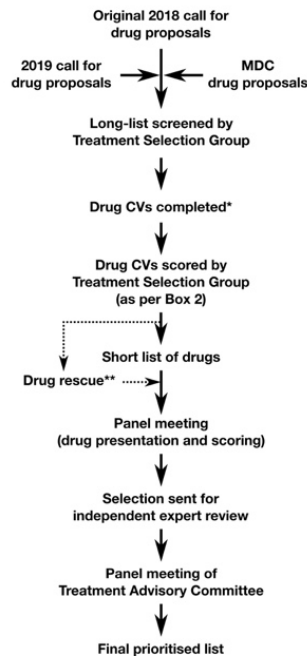 Original 2018 call for
drug proposals
2019 call for
drug proposals
MDC
drug proposals
Long-list screened by
Treatment Selection Group
Drug CVs completed*
Drug CVs scored by
Treatment Selection Group
(as per Box 2)
Short list of drugs
Drug rescue**
Panel meeting
(drug presentation and scoring)
Selection sent for
independent expert review
Panel meeting of
Treatment Advisory Committee
Final prioritised list